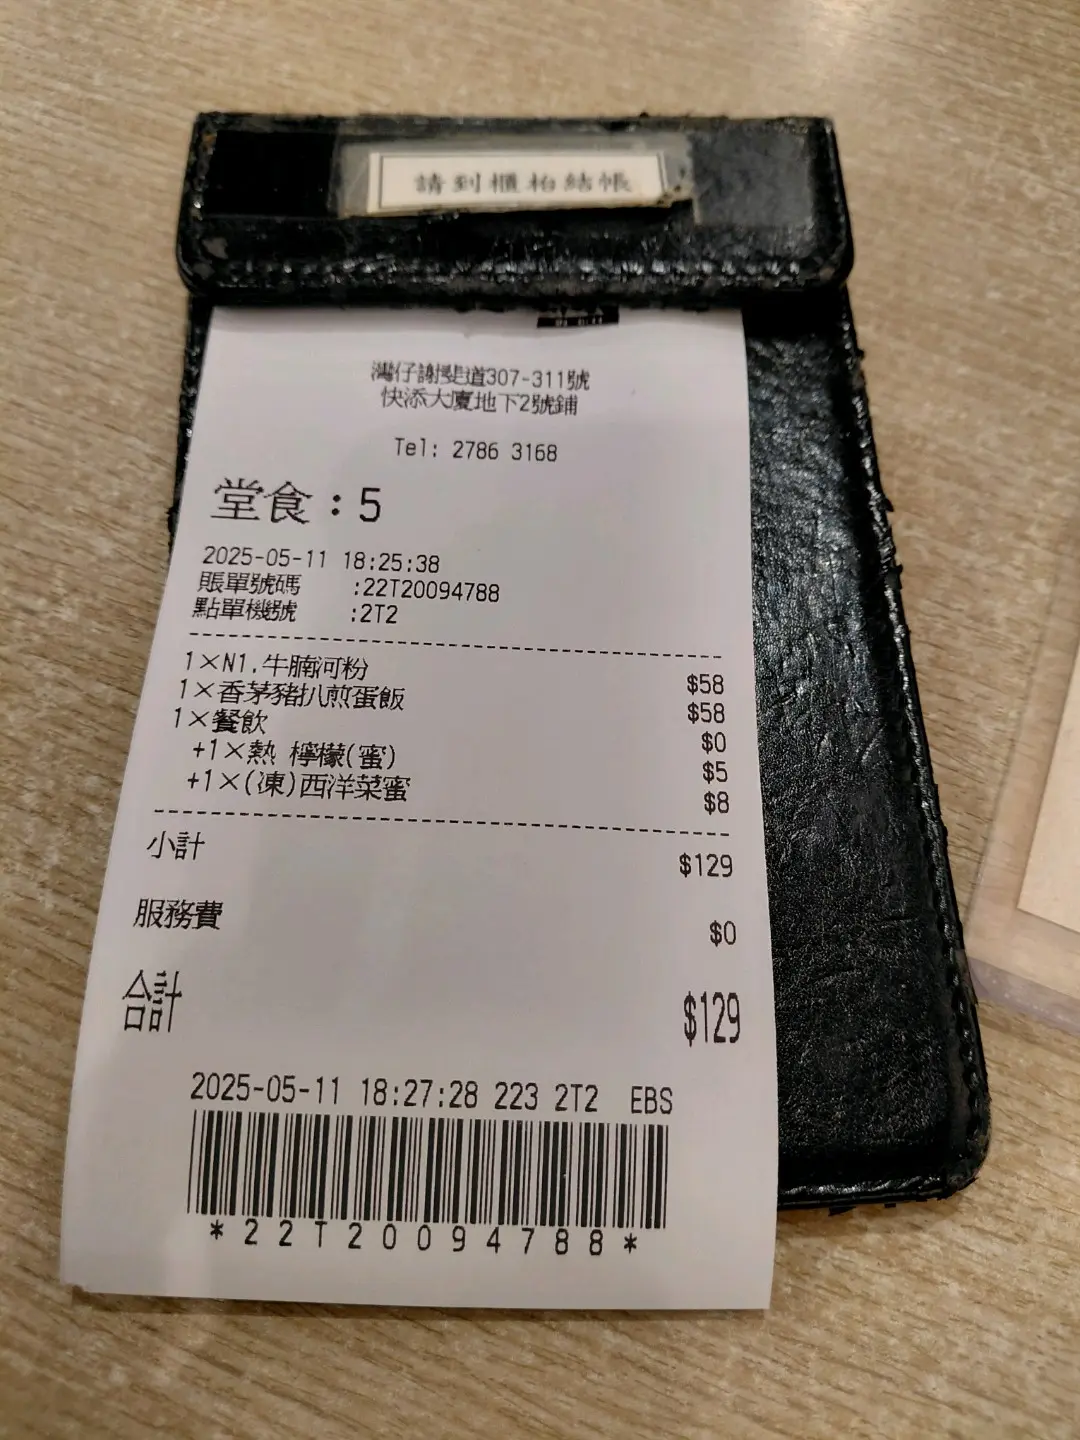 請到櫃枱結帳
灣仔謝斐道307-311號
快添大廈地下2號鋪
Tel: 2786 3168
堂食：5
2025-05-11 18:25:38
賬單號碼 :22T20094788
點單機號 :2T2
1×N1.牛腩河粉 $58
1×香茅豬扒煎蛋飯 $58
1×餐飲 $0
+1×熱 檸檬(蜜) $5
+1×(凍)西洋菜蜜 $8
小計 $129
服務費 $0
合計 $129
2025-05-11 18:27:28 223 2T2 EBS
*22T20094788*